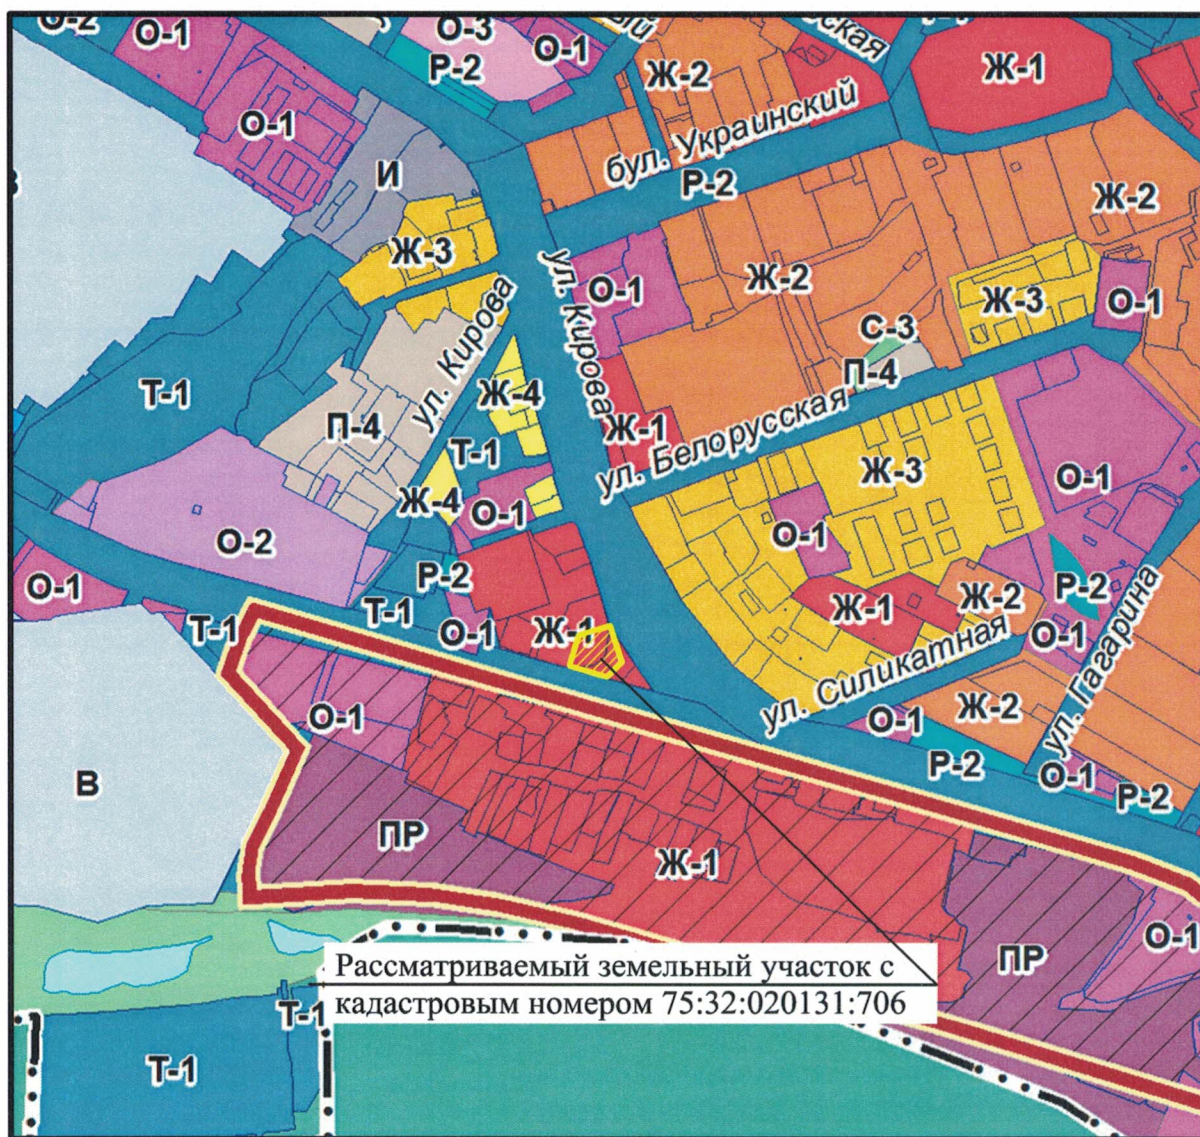 О-2
О-1
О-3
О-1
Р-2
Ж-2
Ж-1
О-1
бул. Украинский
И
Р-2
Ж-2
Ж-3
ул. Кирова
О-1
Ж-2
Ж-3
О-1
ул. Кирова
С-3
П-4
Т-1
Ж-4
П-4
Ж-1
ул. Белорусская
Т-1
Ж-3
О-1
Ж-4
О-1
О-1
О-2
Р-2
О-1
Р-2
Ж-1
Ж-2
Т-1
Т-1
О-1
Ж-1
О-1
ул. Гагарина
ул. Силикатная
О-1
О-1
Ж-2
Р-2
О-1
Р-2
В
ПР
Ж-1
О-1
ПР
Рассматриваемый земельный участок с
кадастровым номером 75:32:020131:706
Т-1
Т-1